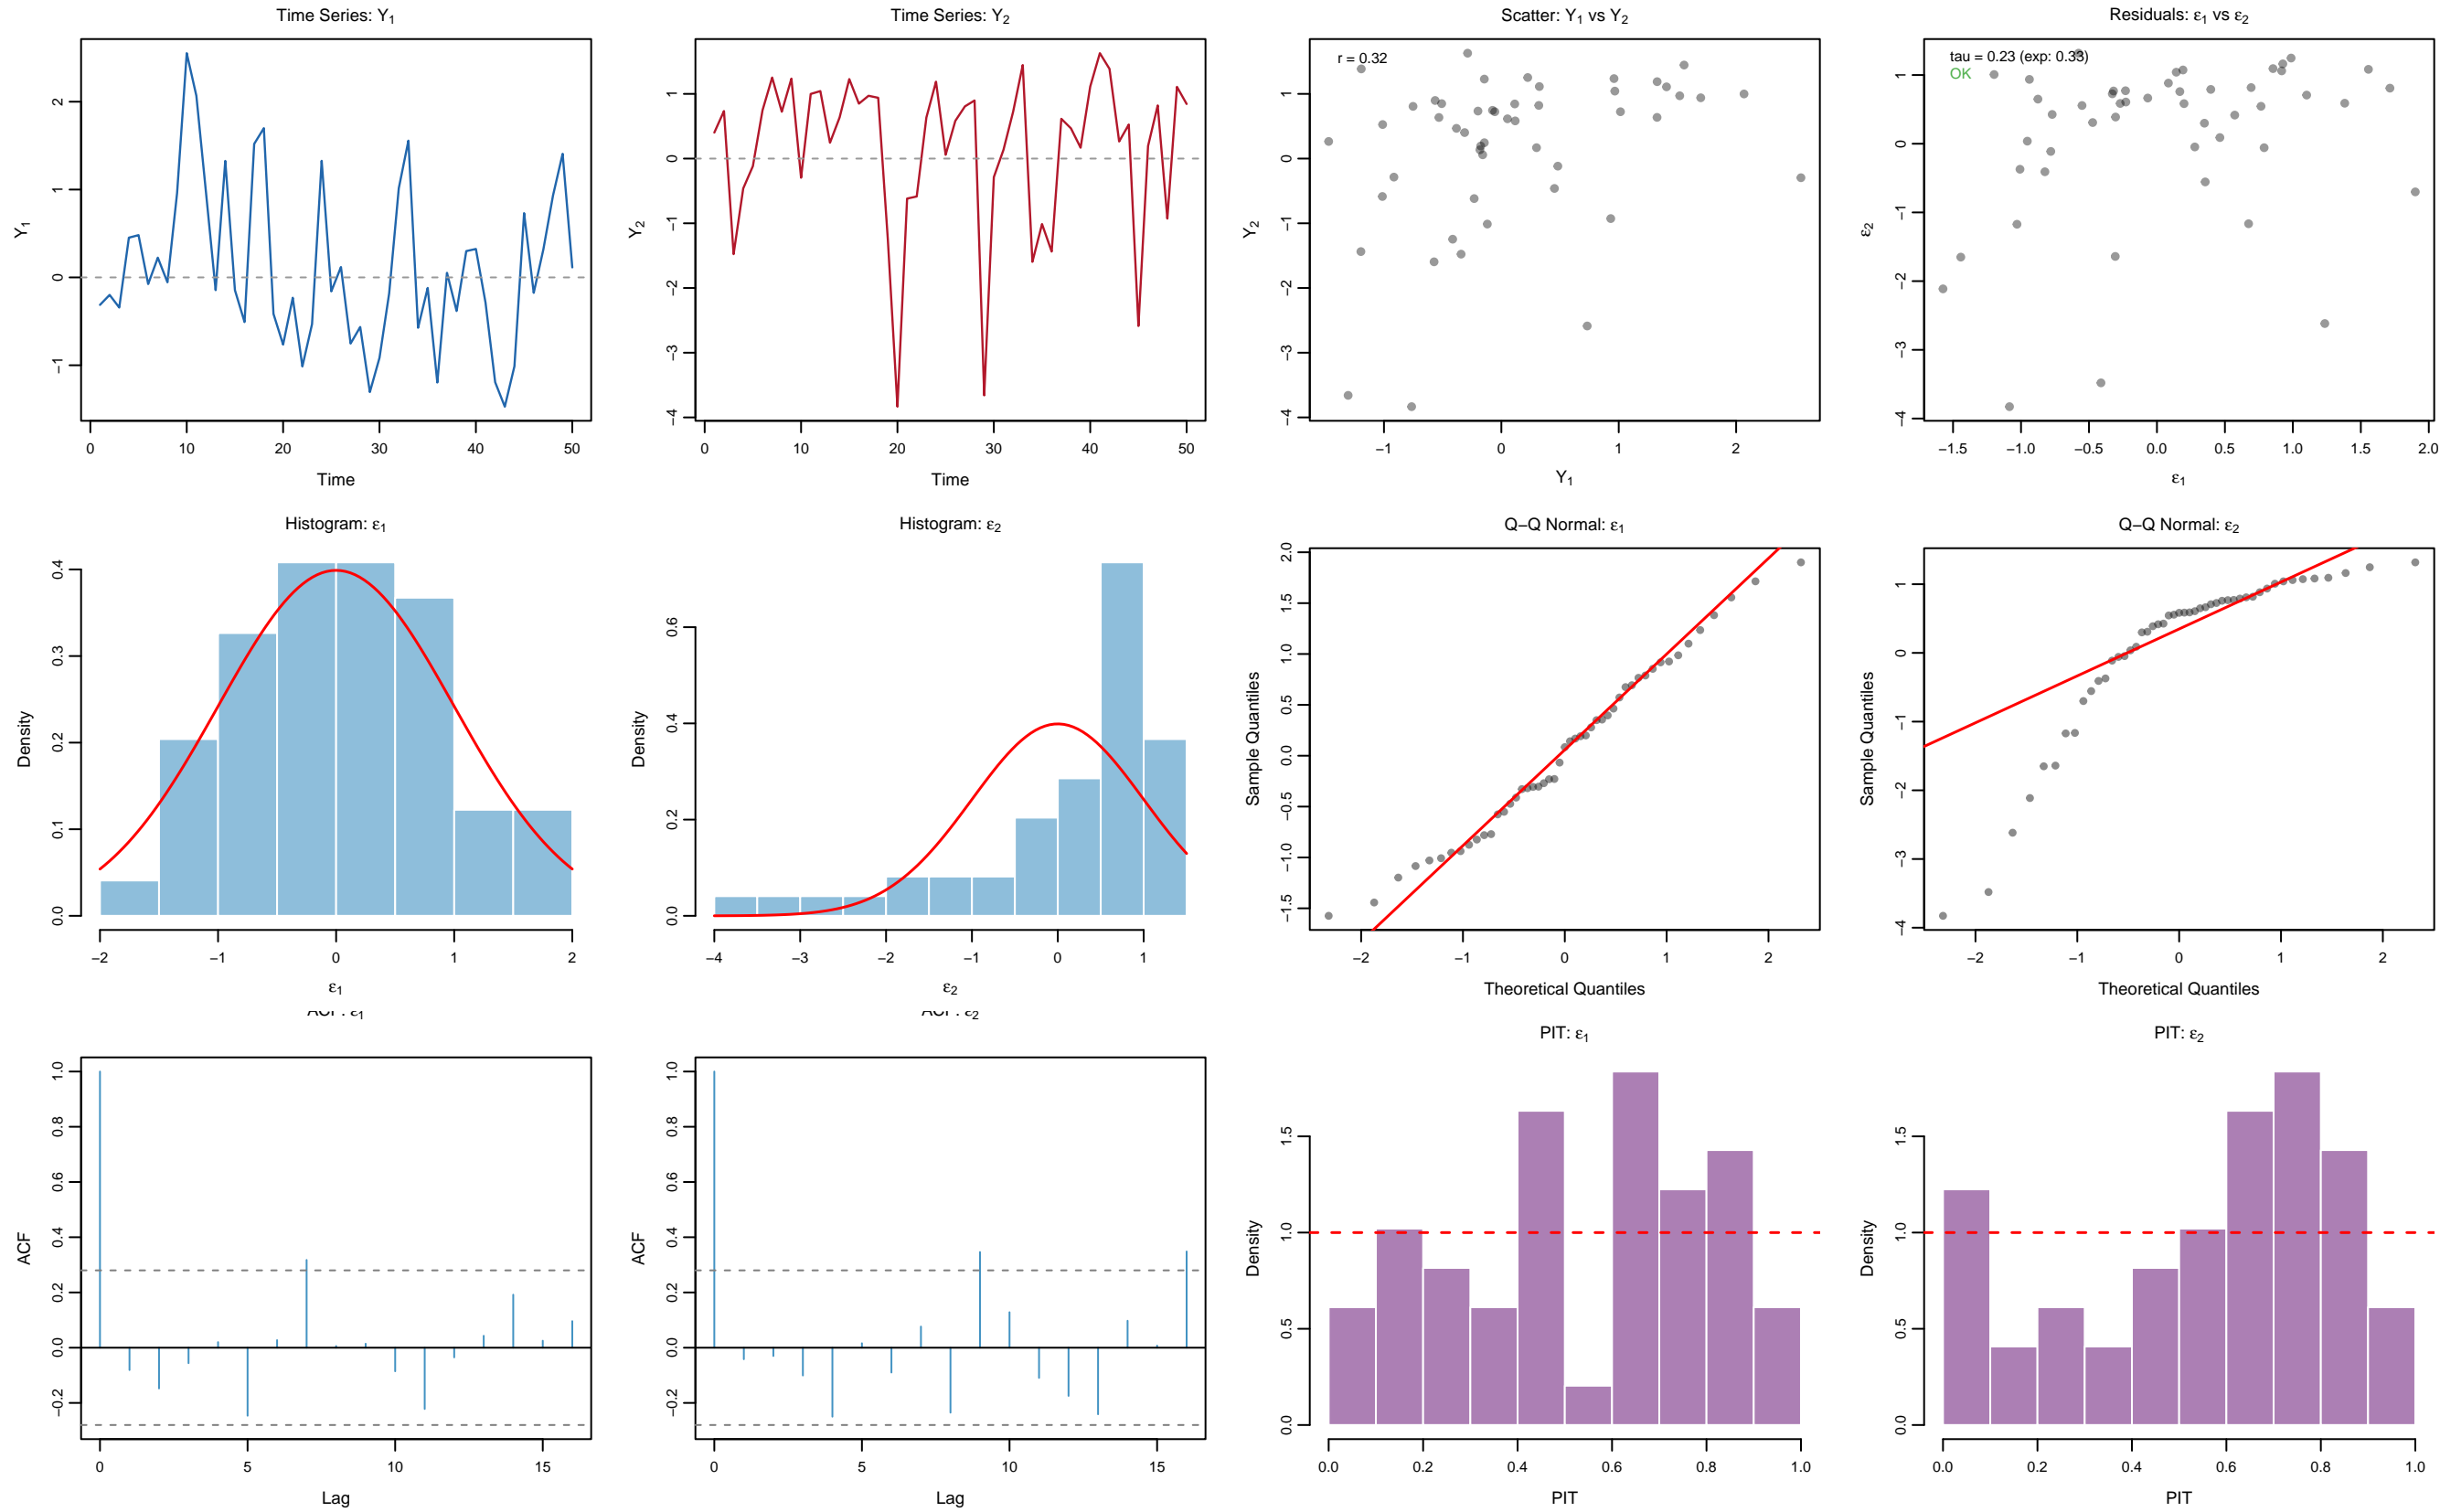 Time Series: Y1
Y1
2
1
0
−1
0 10 20 30 40 50
Time
Time Series: Y2
Y2
1
0
−1
−2
−3
−4
0 10 20 30 40 50
Time
Scatter: Y1 vs Y2
r = 0.32
Y2
1
0
−1
−2
−3
−4
−1 0 1 2
Y1
Residuals: ε1 vs ε2
tau = 0.23 (exp: 0.33)
OK
ε2
1
0
−1
−2
−3
−4
−1.5 −1.0 −0.5 0.0 0.5 1.0 1.5 2.0
ε1
Histogram: ε1
Density
0.4
0.3
0.2
0.1
0.0
−2 −1 0 1 2
ε1
Histogram: ε2
Density
0.6
0.4
0.2
0.0
−4 −3 −2 −1 0 1
ε2
Q−Q Normal: ε1
Sample Quantiles
2.0
1.5
1.0
0.5
0.0
−0.5
−1.0
−1.5
−2 −1 0 1 2
Theoretical Quantiles
Q−Q Normal: ε2
Sample Quantiles
1
0
−1
−2
−3
−4
−2 −1 0 1 2
Theoretical Quantiles
ACF: ε1
ACF
1.0
0.8
0.6
0.4
0.2
0.0
−0.2
0 5 10 15
Lag
ACF: ε2
ACF
1.0
0.8
0.6
0.4
0.2
0.0
−0.2
0 5 10 15
Lag
PIT: ε1
Density
1.5
1.0
0.5
0.0
0.0 0.2 0.4 0.6 0.8 1.0
PIT
PIT: ε2
Density
1.5
1.0
0.5
0.0
0.0 0.2 0.4 0.6 0.8 1.0
PIT